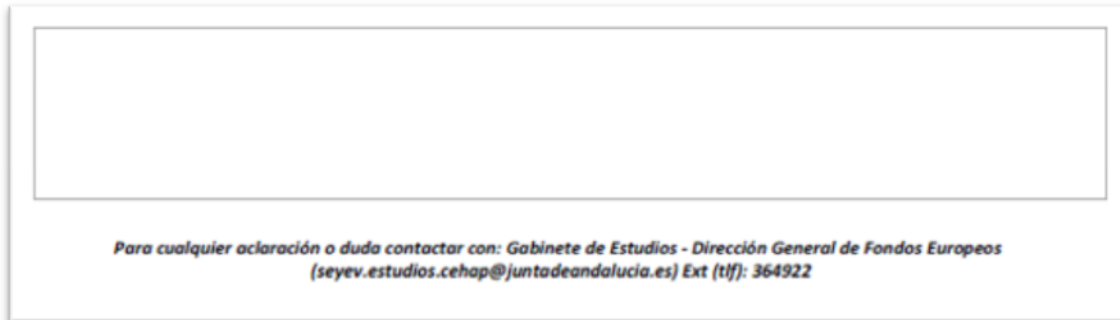 Para cualquier aclaración o duda contactar con: Gabinete de Estudios - Dirección General de Fondos Europeos
(seyev.estudios.cehap@juntadeandalucia.es) Ext (tlf): 364922